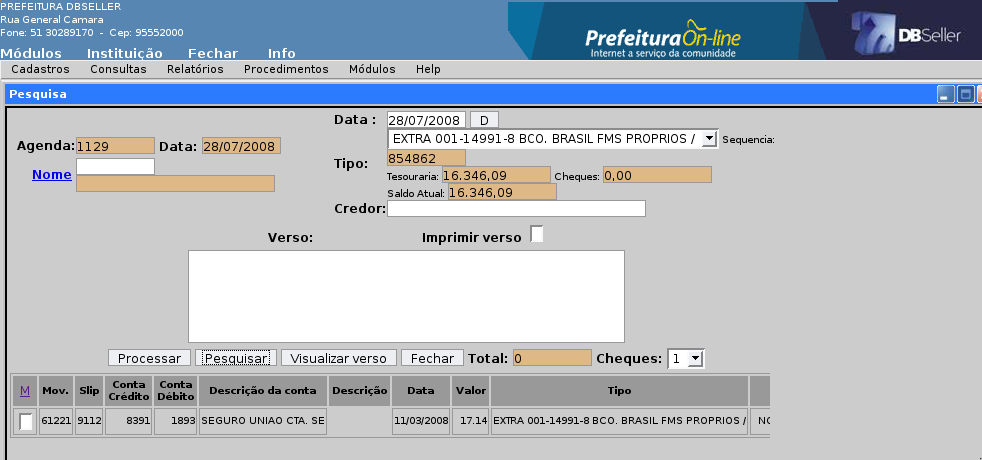 PREFEITURA DBSELLER
Rua General Camara
Fone: 51 30289170 - Cep: 95552000
Módulos Instituição Fechar Info
Prefeitura On-line
Internet a serviço da comunidade
DBSeller
Cadastros Consultas Relatórios Procedimentos Módulos Help
Pesquisa
Data : 28/07/2008 D
Agenda: 1129 Data: 28/07/2008
EXTRA 001-14991-8 BCO. BRASIL FMS PROPRIOS / Sequencia:
Tipo: 854862
Nome
Tesouraria: 16.346,09 Cheques: 0,00
Saldo Atual: 16.346,09
Credor:
Verso: Imprimir verso
Processar Pesquisar Visualizar verso Fechar Total: 0 Cheques: 1
M Mov. Slip Conta Crédito Conta Débito Descrição da conta Descrição Data Valor Tipo
61221 9112 8391 1893 SEGURO UNIAO CTA. SE 11/03/2008 17.14 EXTRA 001-14991-8 BCO. BRASIL FMS PROPRIOS /